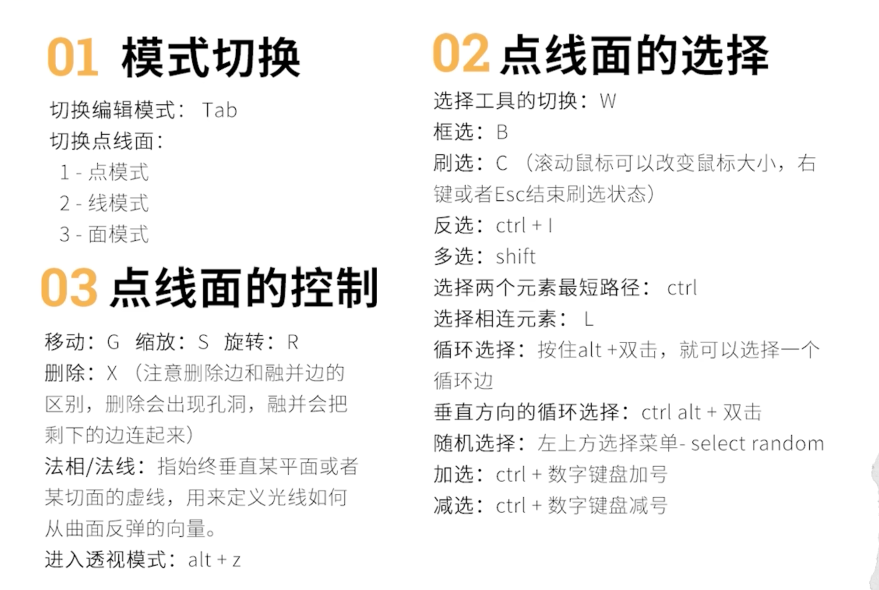 01 模式切换
切换编辑模式： Tab
切换点线面：
1 - 点模式
2 - 线模式
3 - 面模式
02 点线面的选择
选择工具的切换：W
框选：B
刷选：C （滚动鼠标可以改变鼠标大小，右
键或者Esc结束刷选状态）
反选：ctrl + I
多选：shift
选择两个元素最短路径： ctrl
选择相连元素： L
循环选择：按住alt +双击，就可以选择一个
循环边
垂直方向的循环选择：ctrl alt + 双击
随机选择：左上方选择菜单- select random
加选：ctrl + 数字键盘加号
减选：ctrl + 数字键盘减号
03 点线面的控制
移动：G 缩放：S 旋转：R
删除：X （注意删除边和融并边的
区别，删除会出现孔洞，融并会把
剩下的边连起来）
法相/法线：指始终垂直某平面或者
某切面的虚线，用来定义光线如何
从曲面反弹的向量。
进入透视模式：alt + z